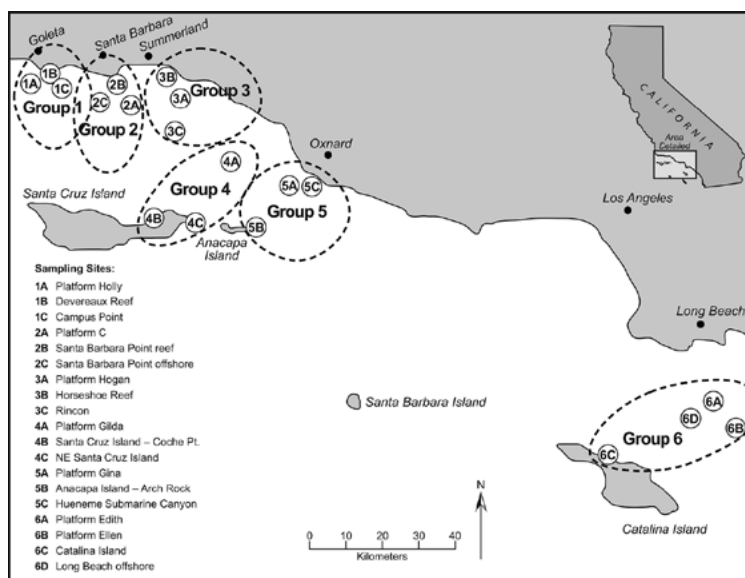 Goleta
Santa Barbara
Summerland
1A
1B
1C
Group 1
2B
2C
2A
Group 2
3B
3A
Group 3
3C
CALIFORNIA
Area
Detailed
Oxnard
4A
Group 4
Santa Cruz Island
4B
4C
5A
5C
Group 5
5B
Anacapa
Island
Los Angeles
Long Beach
Sampling Sites:
1A Platform Holly
1B Devereaux Reef
1C Campus Point
2A Platform C
2B Santa Barbara Point reef
2C Santa Barbara Point offshore
3A Platform Hogan
3B Horseshoe Reef
3C Rincon
4A Platform Gilda
4B Santa Cruz Island – Coche Pt.
4C NE Santa Cruz Island
5A Platform Gina
5B Anacapa Island – Arch Rock
5C Hueneme Submarine Canyon
6A Platform Edith
6B Platform Ellen
6C Catalina Island
6D Long Beach offshore
Santa Barbara Island
6A
6D
6B
Group 6
6C
Catalina Island
N
0 10 20 30 40
Kilometers